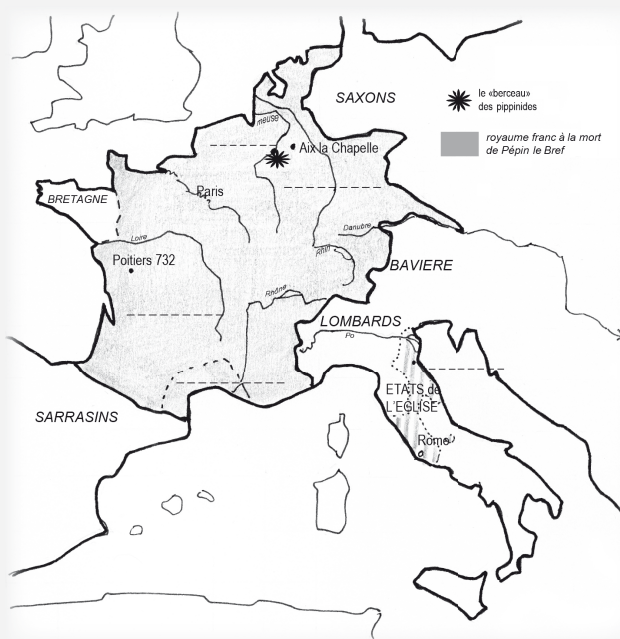 SAXONS
le «berceau»
des pippinides
royaume franc à la mort
de Pépin le Bref
meuse
Aix la Chapelle
Paris
BRETAGNE
Loire
Danubre
Rhin
Poitiers 732
BAVIERE
Rhône
LOMBARDS
Po
ETATS de
L'EGLISE
SARRASINS
Rome